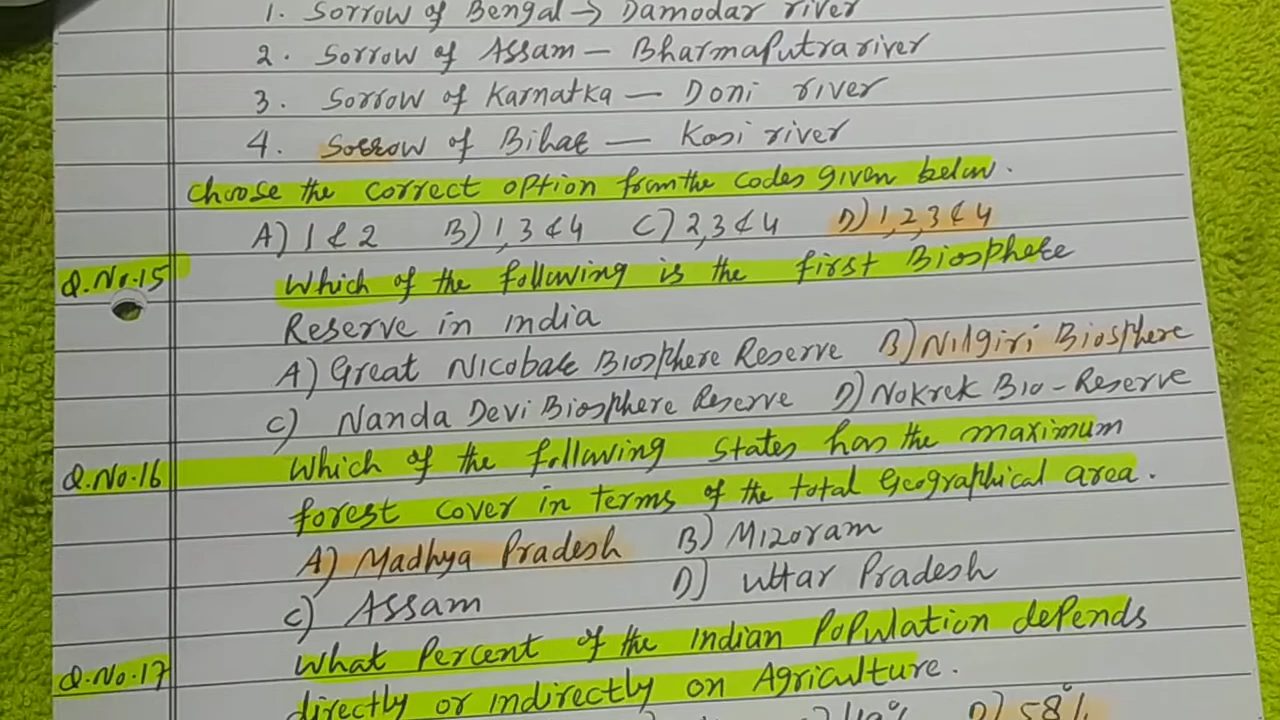 1. Sorrow of Bengal → Damodar river
2. Sorrow of Assam — Bharmaputra river
3. Sorrow of Karnatka — Doni river
4. Sorrow of Bihar — Kosi river
Choose the correct option from the codes given below.
A) 1 & 2 B) 1, 3 & 4 C) 2, 3 & 4 D) 1, 2, 3 & 4
Q.No.15 Which of the following is the first Biosphere
Reserve in india
A) Great Nicobar Biosphere Reserve B) Nilgiri Biosphere
C) Nanda Devi Biosphere Reserve D) Nokrek Bio-Reserve
Q.No.16 Which of the following States has the maximum
forest cover in terms of the total Geographical area.
A) Madhya Pradesh B) Mizoram
C) Assam D) uttar Pradesh
Q.No.17 What Percent of the Indian Population depends
directly or indirectly on Agriculture.
D) 58%